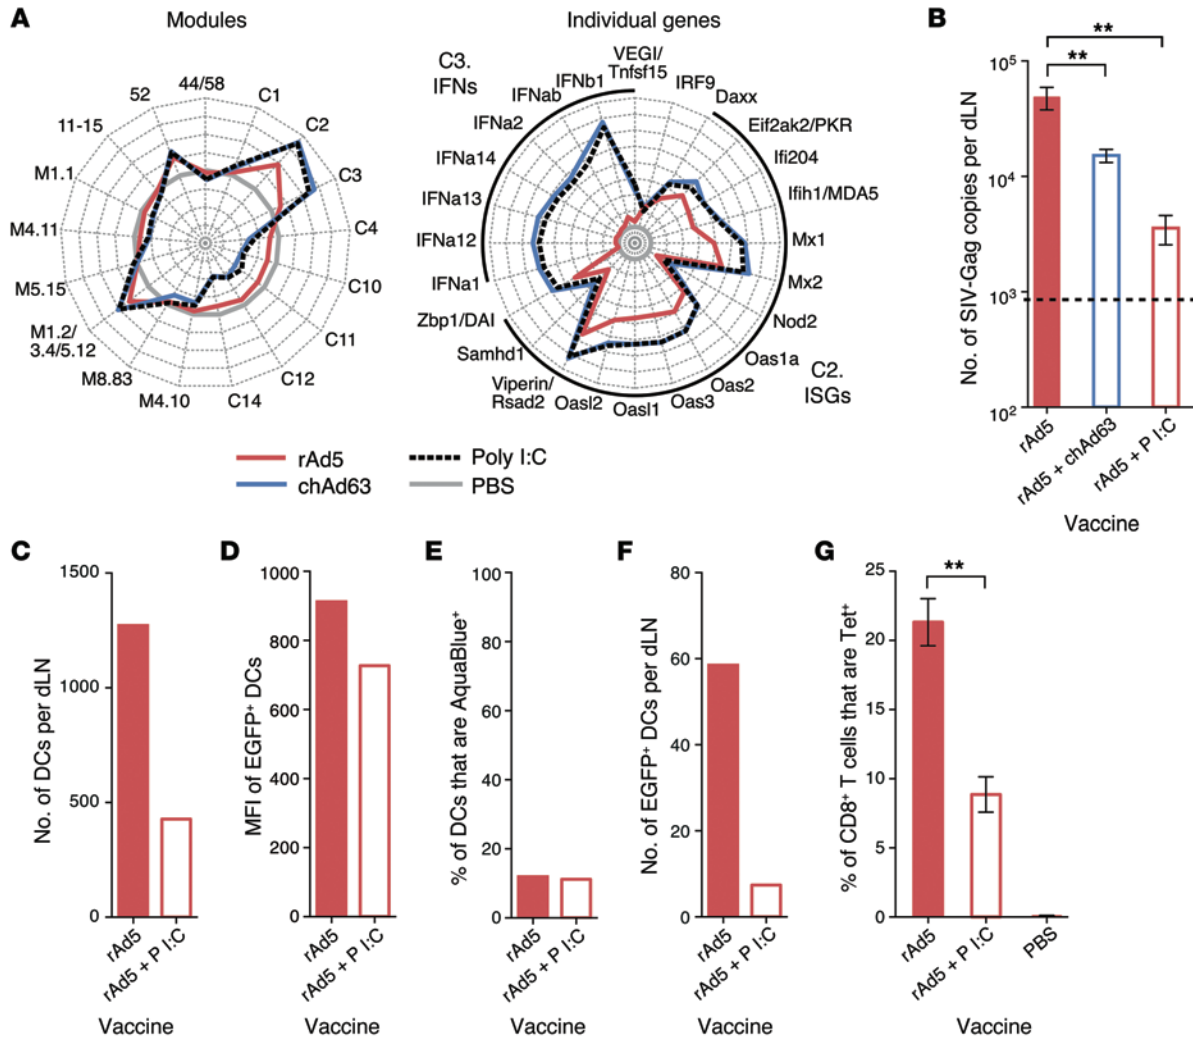 A
Modules
44/58
C1
C2
C3
C4
C10
C11
C12
C14
M4.10
M8.83
M1.2/
3.4/5.12
M5.15
M4.11
M1.1
11-15
52
Individual genes
C3.
IFNs
VEGI/
Tnfsf15
IRF9
Daxx
Eif2ak2/PKR
Ifi204
Ifih1/MDA5
Mx1
Mx2
Nod2
Oas1a
Oas2
Oas3
Oasl1
Oasl2
Viperin/
Rsad2
Samhd1
Zbp1/DAI
IFNa1
IFNa12
IFNa13
IFNa14
IFNa2
IFNab
IFNb1
C2.
ISGs
rAd5
chAd63
Poly I:C
PBS
B
No. of SIV-Gag copies per dLN
10⁵
10⁴
10³
10²
**
**
rAd5
rAd5 + chAd63
rAd5 + P I:C
Vaccine
C
No. of DCs per dLN
1500
1000
500
0
rAd5
rAd5 + P I:C
Vaccine
D
MFI of EGFP⁺ DCs
1000
800
600
400
200
0
rAd5
rAd5 + P I:C
Vaccine
E
% of DCs that are AquaBlue⁺
100
80
60
40
20
0
rAd5
rAd5 + P I:C
Vaccine
F
No. of EGFP⁺ DCs per dLN
80
60
40
20
0
rAd5
rAd5 + P I:C
Vaccine
G
% of CD8⁺ T cells that are Tet⁺
25
20
15
10
5
0
**
rAd5
rAd5 + P I:C
PBS
Vaccine